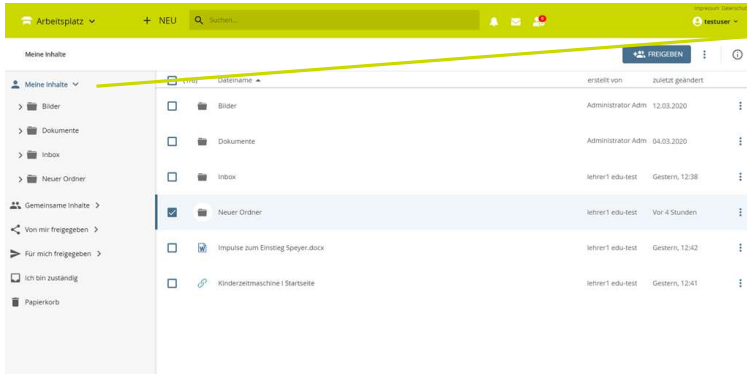 Impressum Datenschutz
Arbeitsplatz
+ NEU
Suchen...
testuser
Meine Inhalte
FREIGEBEN
Meine Inhalte
Bilder
Dokumente
Inbox
Neuer Ordner
Gemeinsame Inhalte
Von mir freigegeben
Für mich freigegeben
Ich bin zuständig
Papierkorb
Dateiname erstellt von zuletzt geändert
Bilder Administrator Adm 12.03.2020
Dokumente Administrator Adm 04.03.2020
Inbox lehrer1 edu-test Gestern, 12:38
Neuer Ordner lehrer1 edu-test Vor 4 Stunden
Impulse zum Einstieg Speyer.docx lehrer1 edu-test Gestern, 12:42
Kinderzeitmaschine I Startseite lehrer1 edu-test Gestern, 12:41